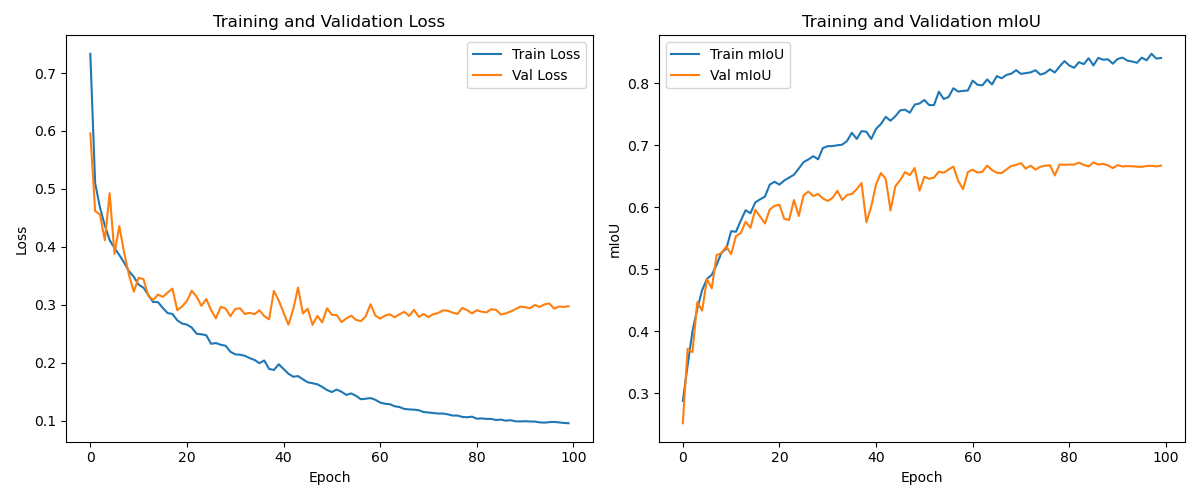 Training and Validation Loss
Train Loss
Val Loss
Loss
0.7
0.6
0.5
0.4
0.3
0.2
0.1
0
20
40
60
80
100
Epoch
Training and Validation mIoU
Train mIoU
Val mIoU
mIoU
0.8
0.7
0.6
0.5
0.4
0.3
0
20
40
60
80
100
Epoch